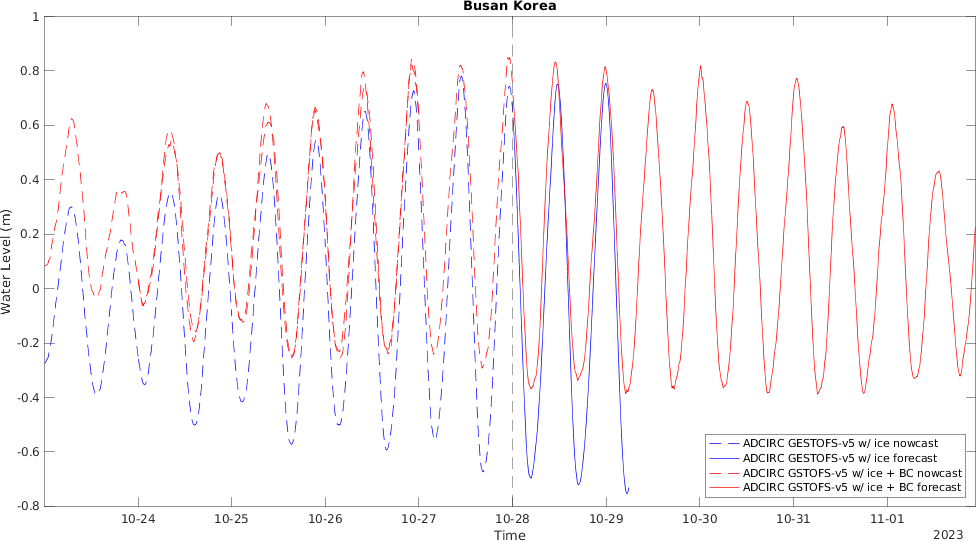 Busan Korea
1
0.8
0.6
0.4
0.2
0
-0.2
-0.4
-0.6
-0.8
Water Level (m)
ADCIRC GESTOFS-v5 w/ ice nowcast
ADCIRC GESTOFS-v5 w/ ice forecast
ADCIRC GSTOFS-v5 w/ ice + BC nowcast
ADCIRC GSTOFS-v5 w/ ice + BC forecast
10-24 10-25 10-26 10-27 10-28 10-29 10-30 10-31 11-01
Time
2023